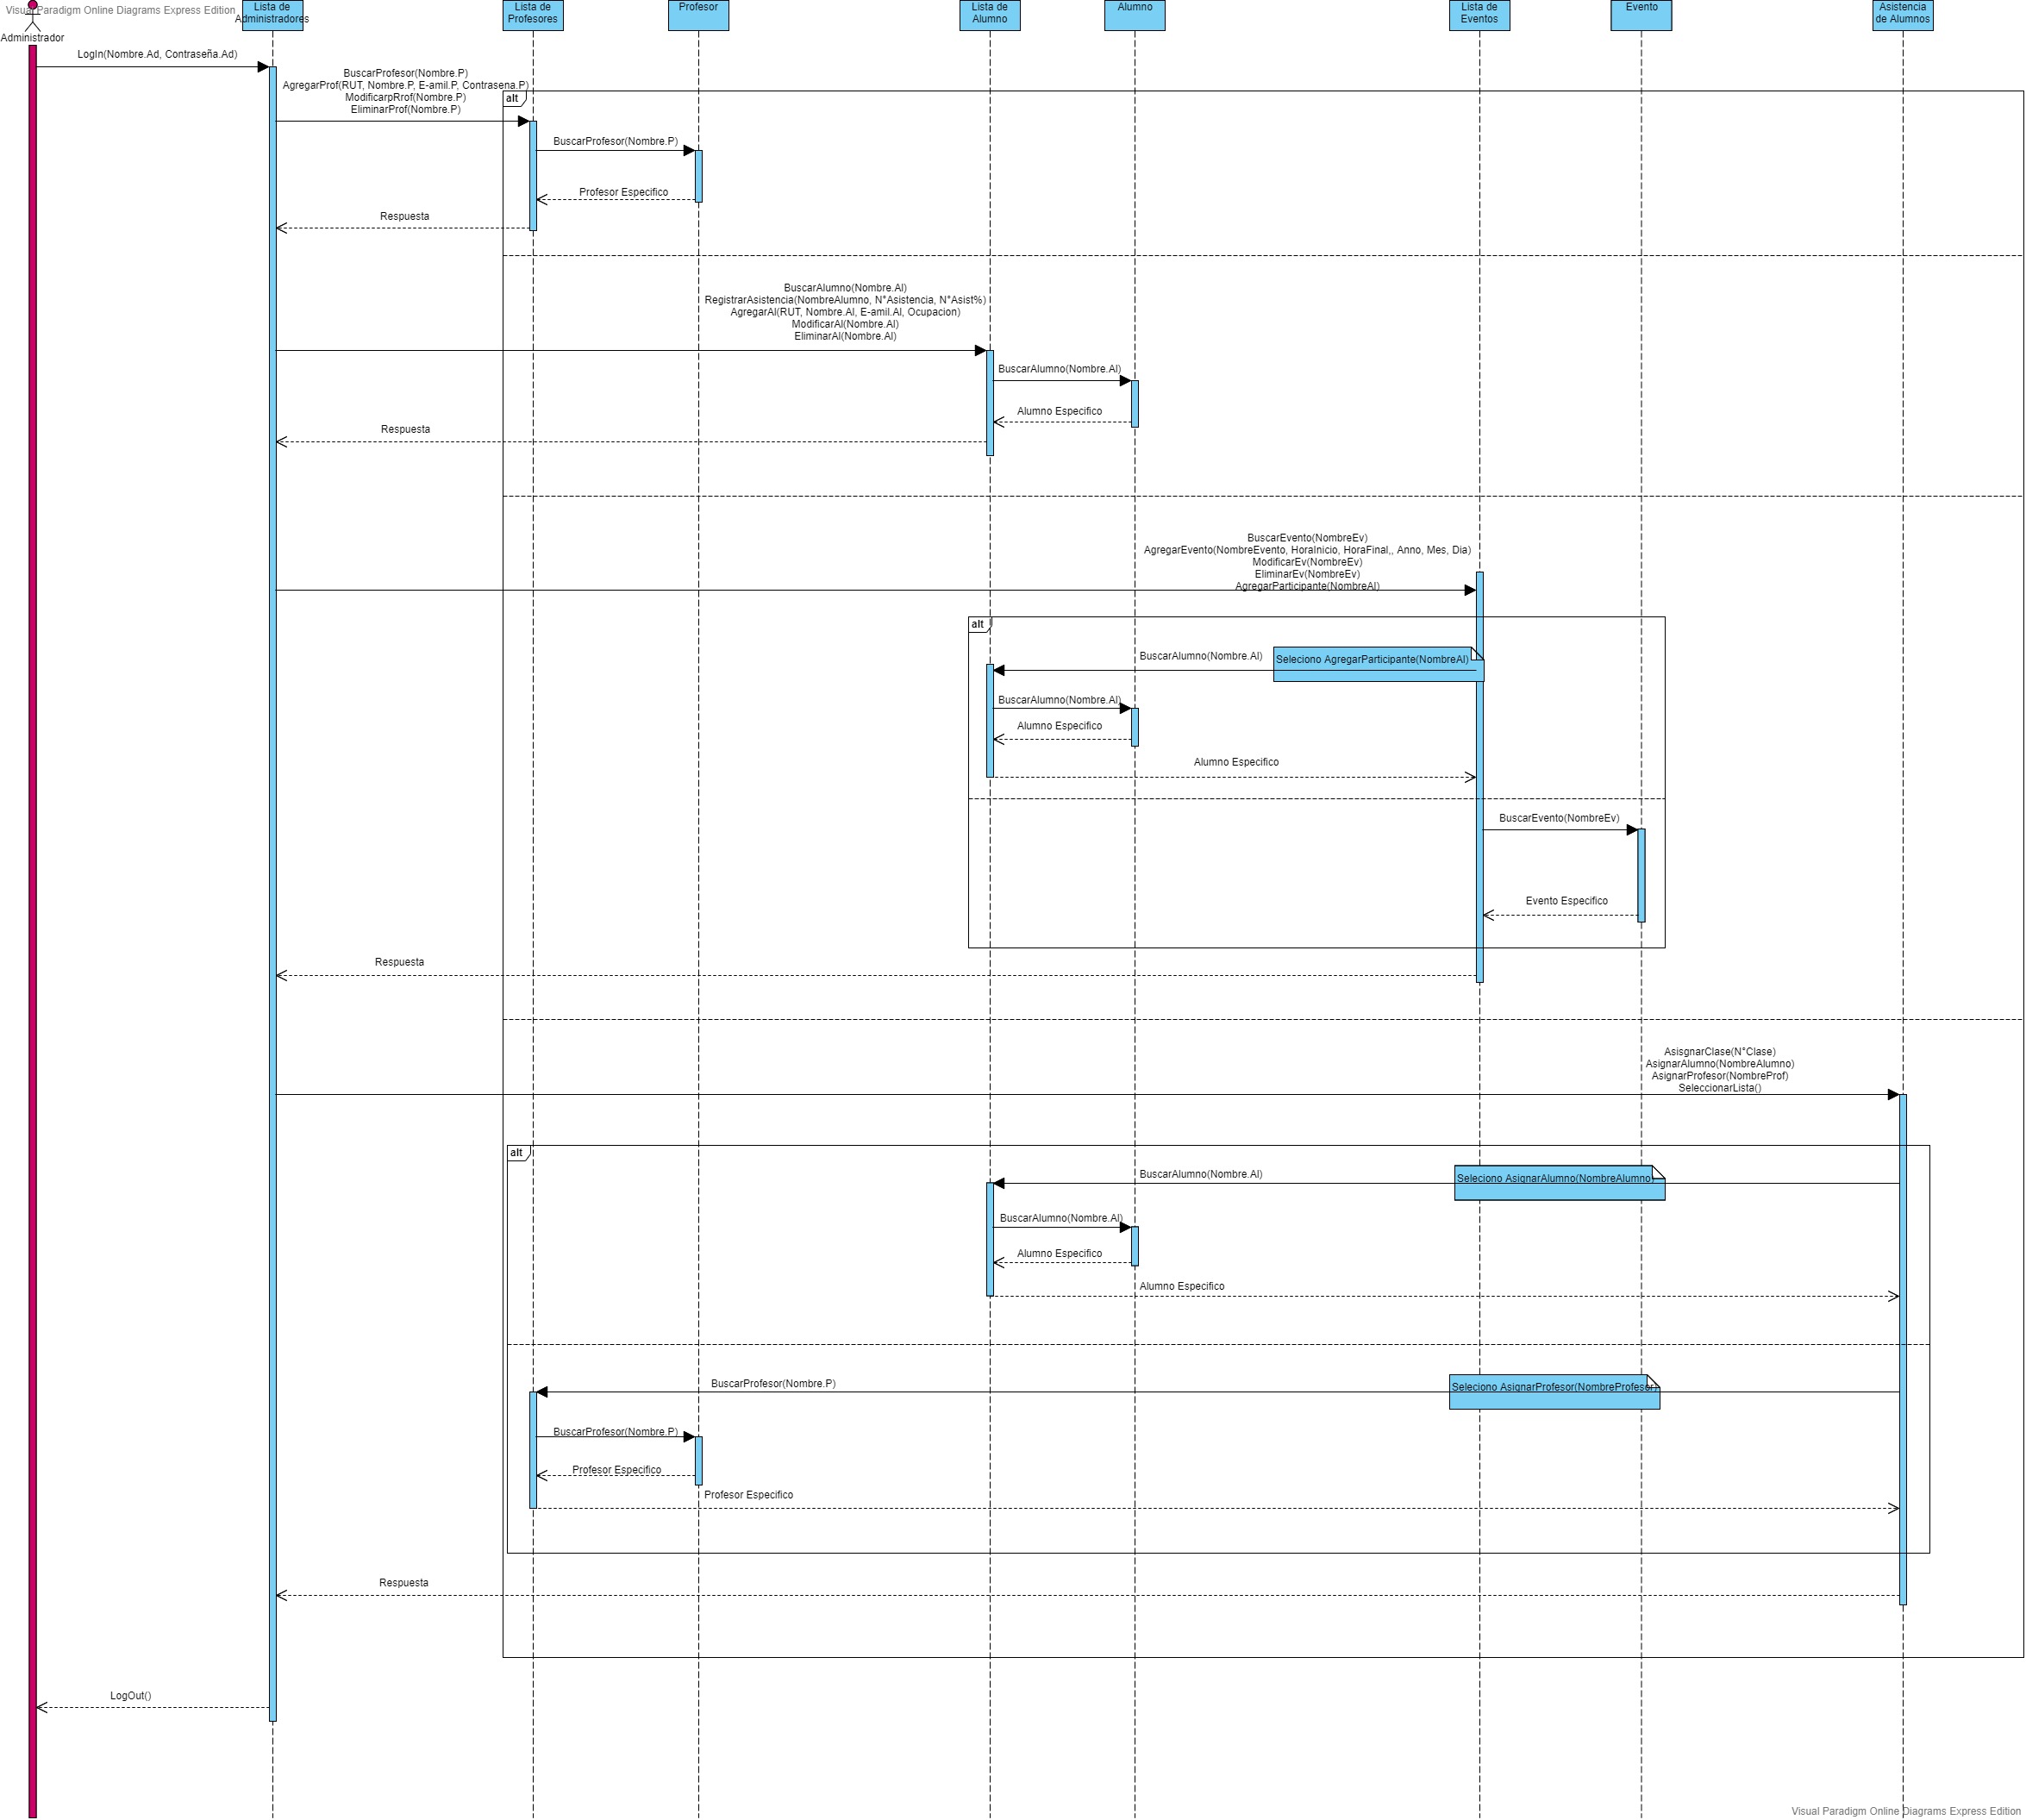 Visual Paradigm Online Diagrams Express Edition
Administrador
Lista de
Administradores
Lista de
Profesores
Profesor
Lista de
Alumno
Alumno
Lista de
Eventos
Evento
Asistencia
de Alumnos
LogIn(Nombre.Ad, Contraseña.Ad)
BuscarProfesor(Nombre.P)
AgregarProf(RUT, Nombre.P, E-amil.P, Contrasena.P)
ModificarpRrof(Nombre.P)
EliminarProf(Nombre.P)
alt
BuscarProfesor(Nombre.P)
Profesor Especifico
Respuesta
BuscarAlumno(Nombre.Al)
RegistrarAsistencia(NombreAlumno, N°Asistencia, N°Asist%)
AgregarAl(RUT, Nombre.Al, E-amil.Al, Ocupacion)
ModificarAl(Nombre.Al)
EliminarAl(Nombre.Al)
BuscarAlumno(Nombre.Al)
Alumno Especifico
Respuesta
BuscarEvento(NombreEv)
AgregarEvento(NombreEvento, HoraInicio, HoraFinal,, Anno, Mes, Dia)
ModificarEv(NombreEv)
EliminarEv(NombreEv)
AgregarParticipante(NombreAl)
alt
BuscarAlumno(Nombre.Al)
Seleciono AgregarParticipante(NombreAl)
BuscarAlumno(Nombre.Al)
Alumno Especifico
Alumno Especifico
BuscarEvento(NombreEv)
Evento Especifico
Respuesta
AsisgnarClase(N°Clase)
AsignarAlumno(NombreAlumno)
AsignarProfesor(NombreProf)
SeleccionarLista()
alt
BuscarAlumno(Nombre.Al)
Seleciono AsignarAlumno(NombreAlumno)
BuscarAlumno(Nombre.Al)
Alumno Especifico
Alumno Especifico
BuscarProfesor(Nombre.P)
Seleciono AsignarProfesor(NombreProfesor)
BuscarProfesor(Nombre.P)
Profesor Especifico
Profesor Especifico
Respuesta
LogOut()
Visual Paradigm Online Diagrams Express Edition